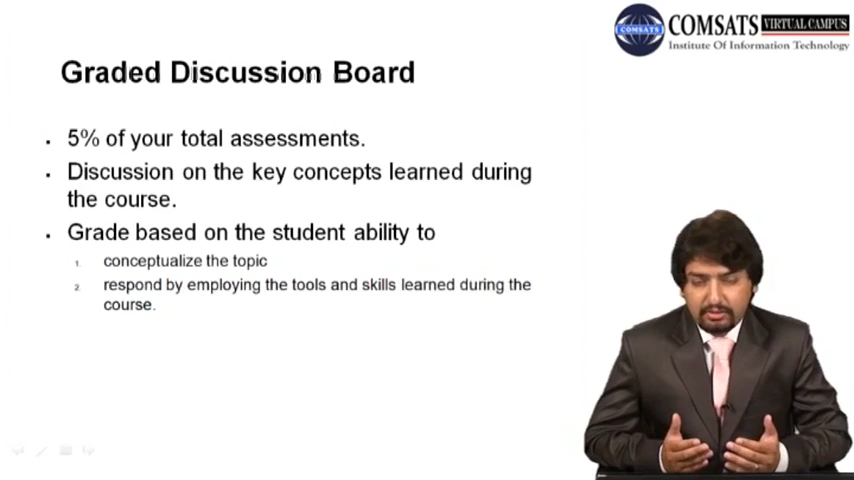 COMSATS
COMSATS VIRTUAL CAMPUS
Institute Of Information Technology
Graded Discussion Board
▪ 5% of your total assessments.
▪ Discussion on the key concepts learned during
the course.
▪ Grade based on the student ability to
1. conceptualize the topic
2. respond by employing the tools and skills learned during the
course.